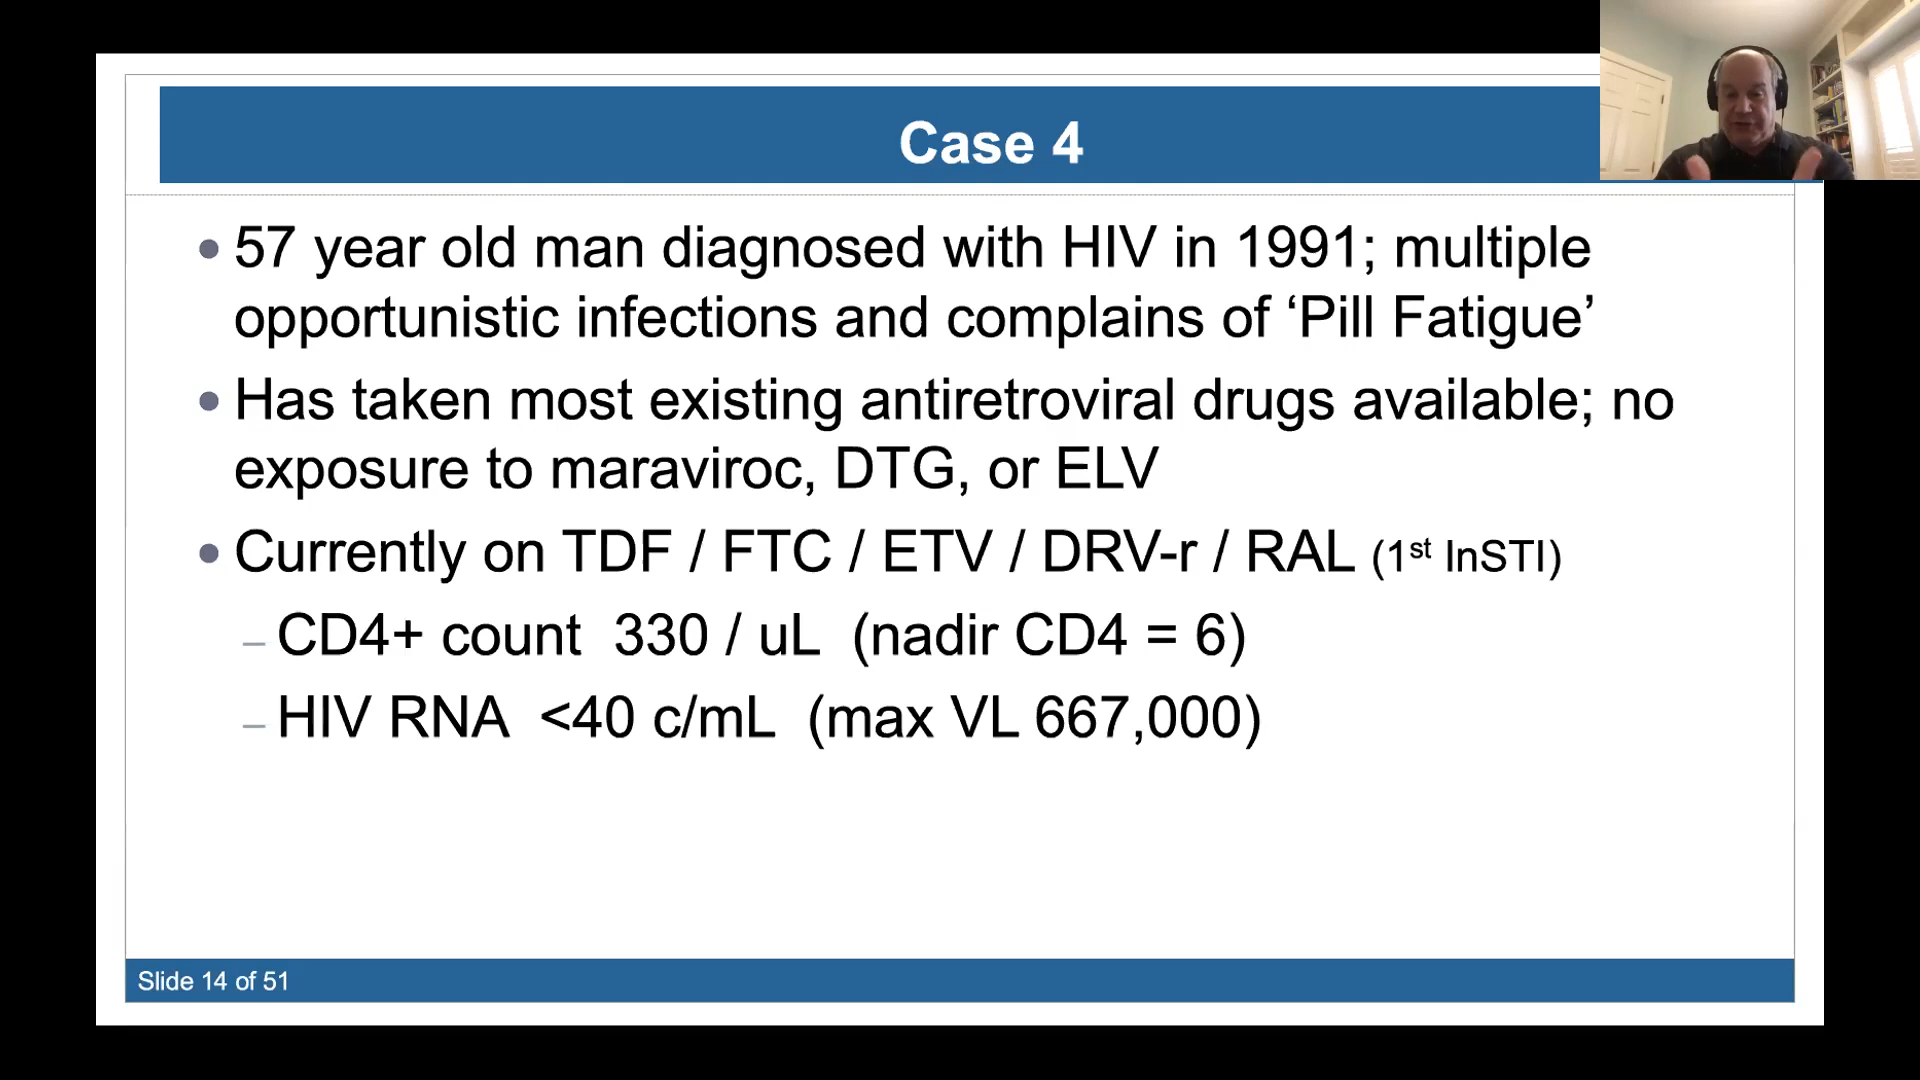 Case 4
• 57 year old man diagnosed with HIV in 1991; multiple
opportunistic infections and complains of ‘Pill Fatigue’
• Has taken most existing antiretroviral drugs available; no
exposure to maraviroc, DTG, or ELV
• Currently on TDF / FTC / ETV / DRV-r / RAL (1st InSTI)
– CD4+ count 330 / uL (nadir CD4 = 6)
– HIV RNA <40 c/mL (max VL 667,000)
Slide 14 of 51